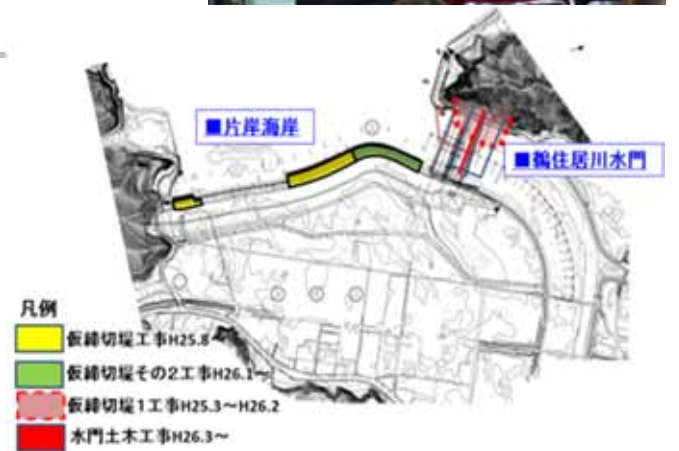 ■片岸海岸
■鵜住居川水門
凡例
仮締切堤工事H25.8～
仮締切堤その2工事H26.1～
仮締切堤1工事H25.3～H26.2
水門土木工事H26.3～